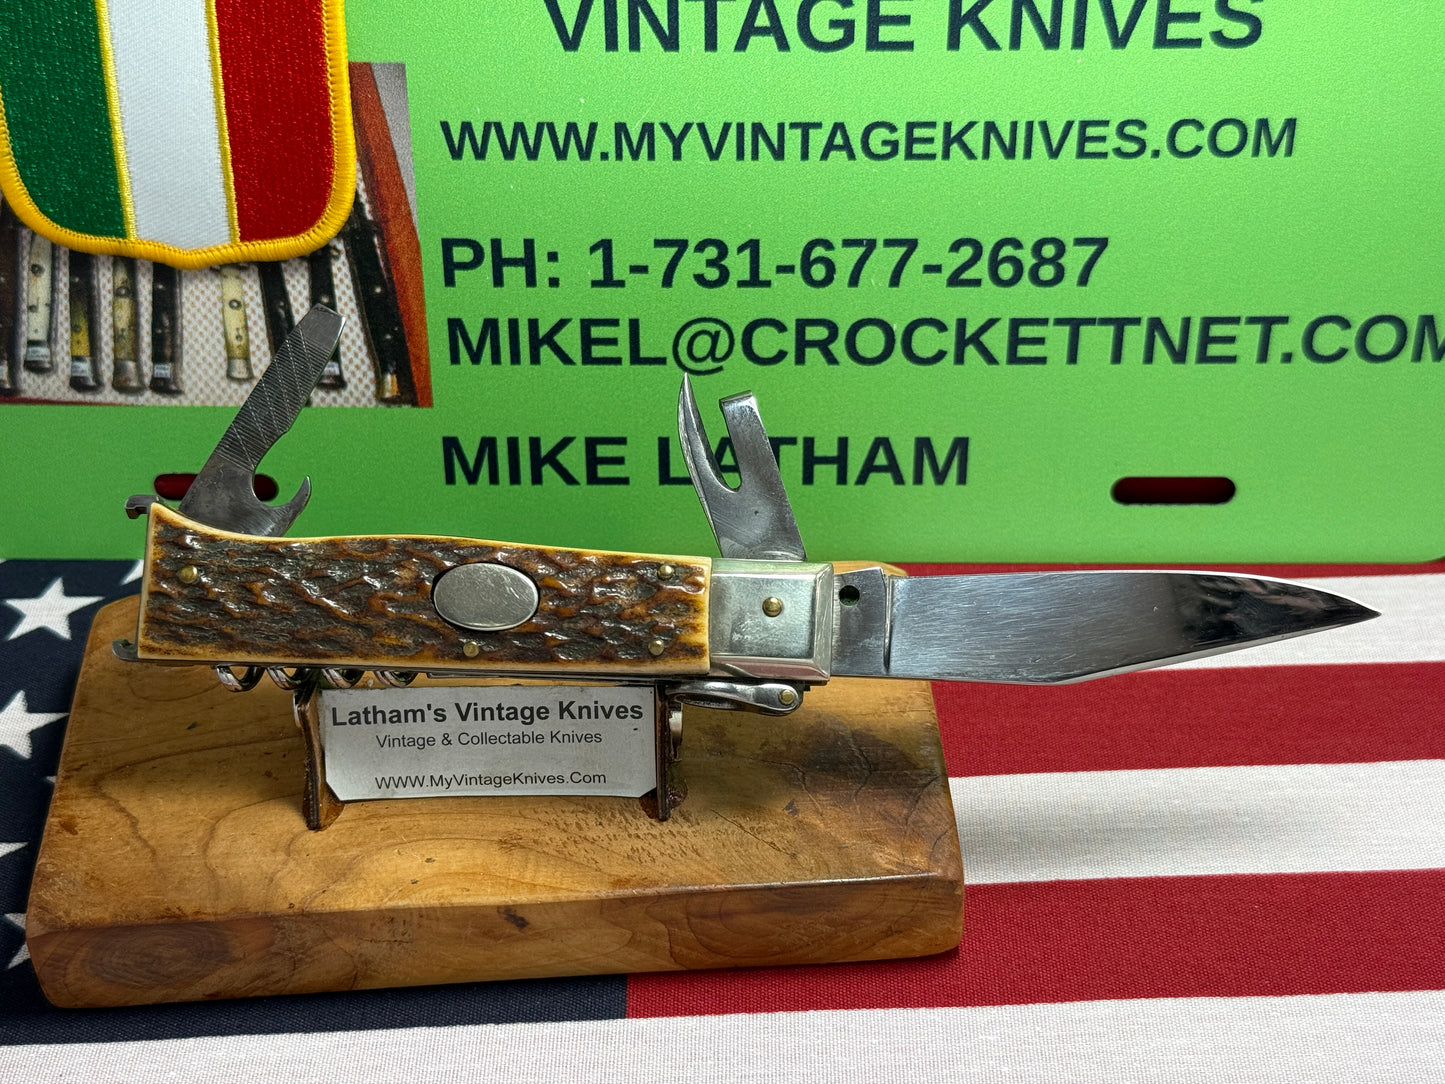 VINTAGE KNIVES
WWW.MYVINTAGEKNIVES.COM
PH: 1-731-677-2687
MIKEL@CROCKETTNET.COM
MIKE LATHAM
Latham's Vintage Knives
Vintage & Collectable Knives
WWW.MyVintageKnives.Com